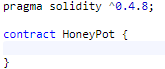 pragma solidity ^0.4.8;
contract HoneyPot {
}